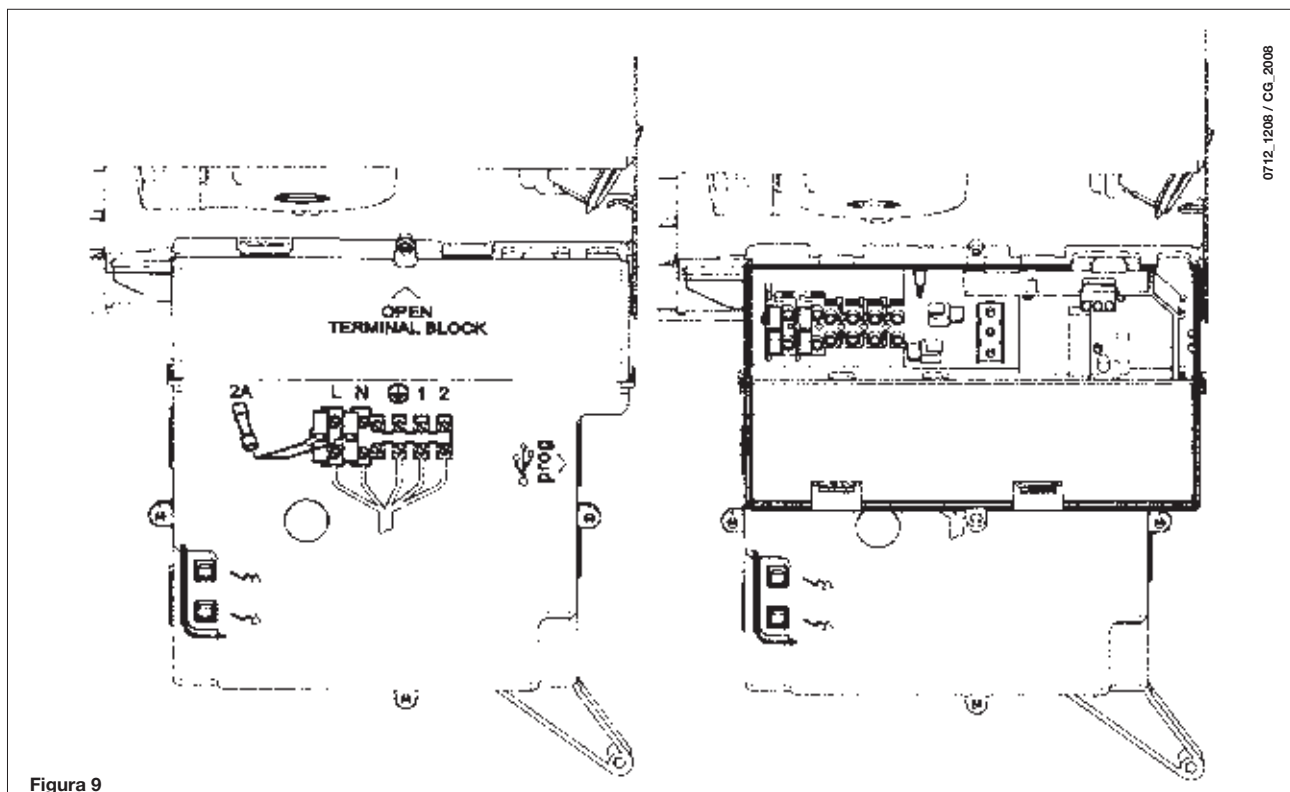 0712_1208 / CG_2008
OPEN
TERMINAL BLOCK
2A
L N 1 2
prog
Figura 9